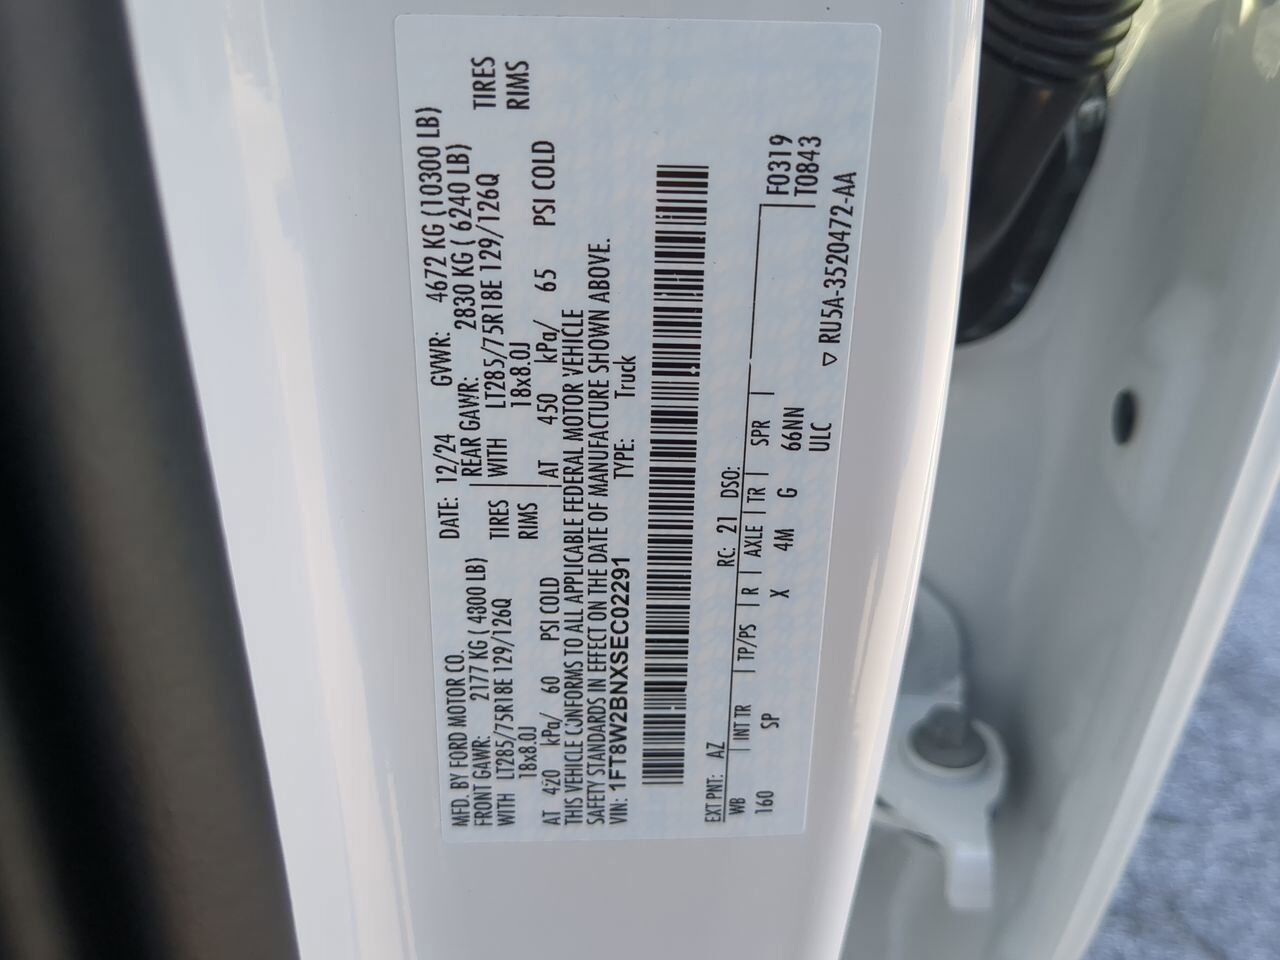 MFD. BY FORD MOTOR CO. DATE: 12/24 GVWR: 4672 KG (10300 LB)
FRONT GAWR: 2177 KG ( 4300 LB) REAR GAWR: 2830 KG ( 6240 LB)
WITH LT285/75R18E 129/126Q TIRES WITH LT285/75R18E 129/126Q TIRES
18x8.0J RIMS 18x8.0J RIMS
AT 420 kPa/ 60 PSI COLD AT 450 kPa/ 65 PSI COLD
THIS VEHICLE CONFORMS TO ALL APPLICABLE FEDERAL MOTOR VEHICLE
SAFETY STANDARDS IN EFFECT ON THE DATE OF MANUFACTURE SHOWN ABOVE.
VIN: 1FT8W2BNXSEC02291 TYPE: Truck
EXT PNT: AZ RC: 21 DSO:
WB INT TR TP/PS R AXLE TR SPR F0319
160 SP X 4M G 66NN T0843
ULC
▽ RU5A-3520472-AA